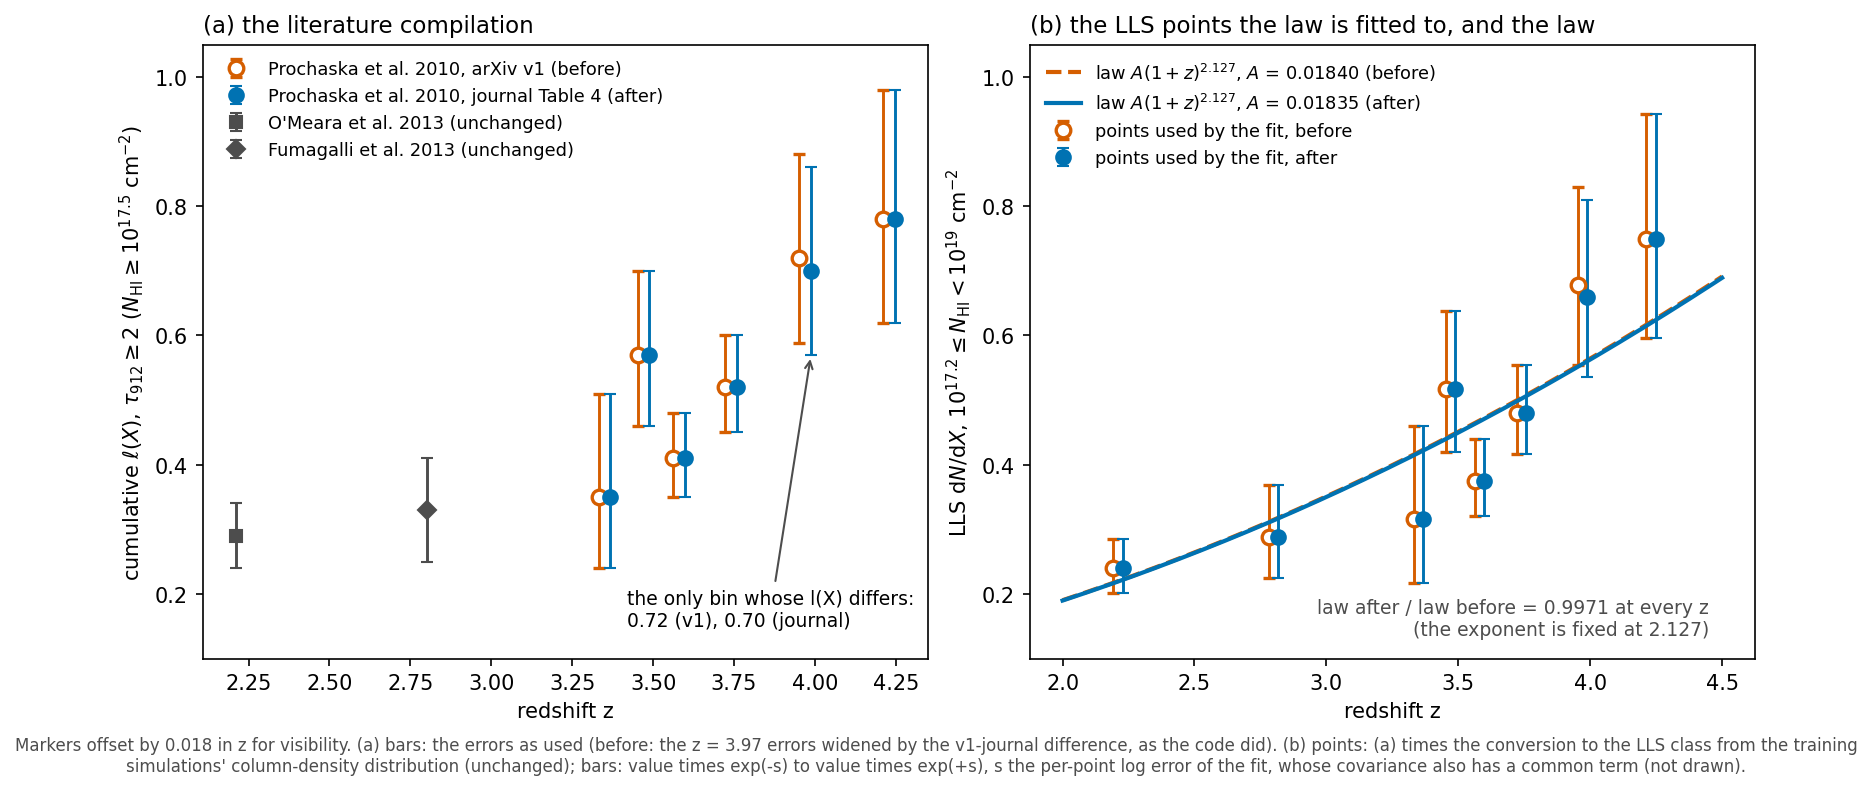 (a) the literature compilation
Prochaska et al. 2010, arXiv v1 (before)
Prochaska et al. 2010, journal Table 4 (after)
O'Meara et al. 2013 (unchanged)
Fumagalli et al. 2013 (unchanged)
cumulative ℓ(X), τ₉₁₂ ≥ 2 (N_HI ≥ 10^17.5 cm⁻²)
1.0
0.8
0.6
0.4
0.2
the only bin whose l(X) differs:
0.72 (v1), 0.70 (journal)
2.25 2.50 2.75 3.00 3.25 3.50 3.75 4.00 4.25
redshift z
(b) the LLS points the law is fitted to, and the law
law A(1 + z)^2.127, A = 0.01840 (before)
law A(1 + z)^2.127, A = 0.01835 (after)
points used by the fit, before
points used by the fit, after
LLS dN/dX, 10^17.2 ≤ N_HI < 10^19 cm⁻²
1.0
0.8
0.6
0.4
0.2
law after / law before = 0.9971 at every z
(the exponent is fixed at 2.127)
2.0 2.5 3.0 3.5 4.0 4.5
redshift z
Markers offset by 0.018 in z for visibility. (a) bars: the errors as used (before: the z = 3.97 errors widened by the v1-journal difference, as the code did). (b) points: (a) times the conversion to the LLS class from the training
simulations' column-density distribution (unchanged); bars: value times exp(-s) to value times exp(+s), s the per-point log error of the fit, whose covariance also has a common term (not drawn).